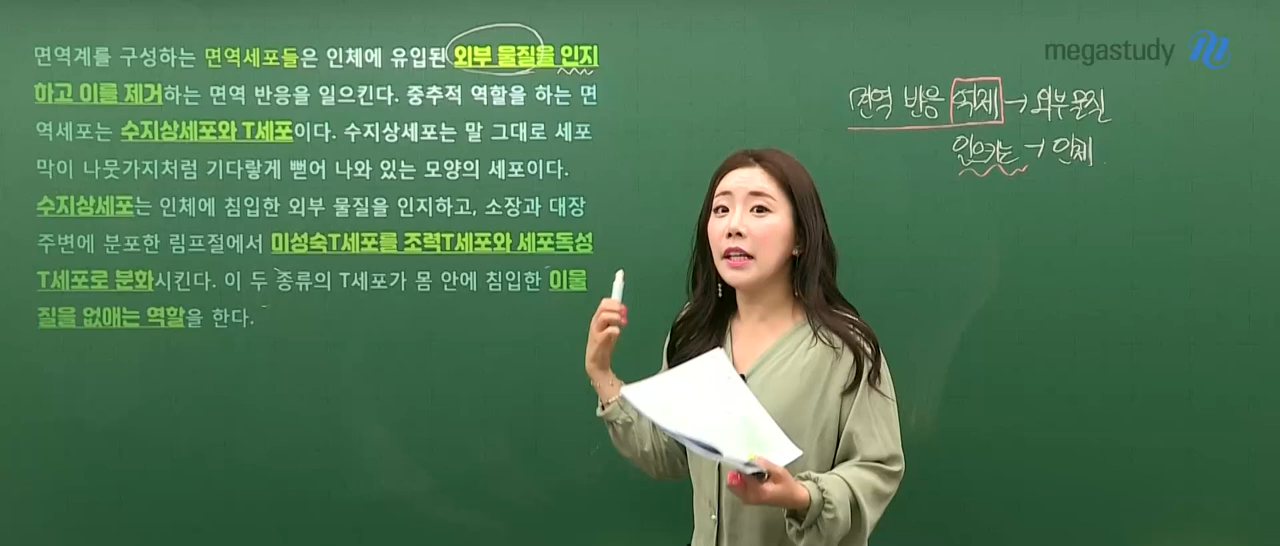 면역계를 구성하는 면역세포들은 인체에 유입된 외부 물질을 인지
하고 이를 제거하는 면역 반응을 일으킨다. 중추적 역할을 하는 면
역세포는 수지상세포와 T세포이다. 수지상세포는 말 그대로 세포
막이 나뭇가지처럼 기다랗게 뻗어 나와 있는 모양의 세포이다.
수지상세포는 인체에 침입한 외부 물질을 인지하고, 소장과 대장
주변에 분포한 림프절에서 미성숙T세포를 조력T세포와 세포독성
T세포로 분화시킨다. 이 두 종류의 T세포가 몸 안에 침입한 이물
질을 없애는 역할을 한다.
megastudy
면역 반응 억제 → 외부 물질
일으키는 → 인체